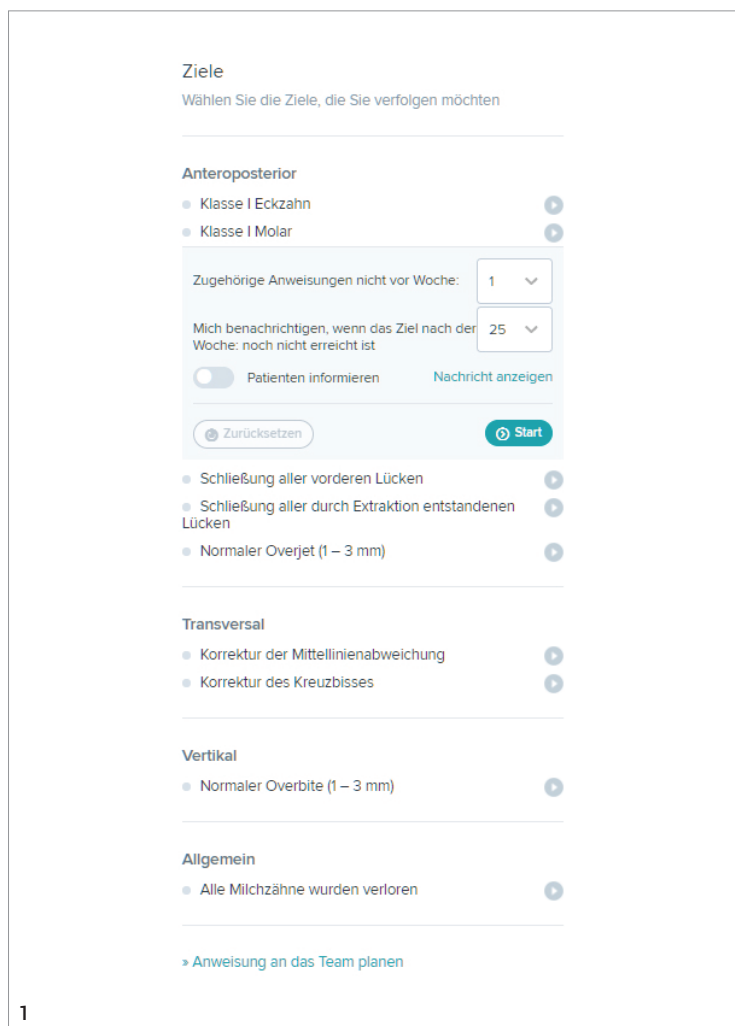 Ziele
Wählen Sie die Ziele, die Sie verfolgen möchten
Anteroposterior
Klasse I Eckzahn
Klasse I Molar
Zugehörige Anweisungen nicht vor Woche: 1
Mich benachrichtigen, wenn das Ziel nach der 25
Woche: noch nicht erreicht ist
Patienten informieren Nachricht anzeigen
Zurücksetzen Start
Schließung aller vorderen Lücken
Schließung aller durch Extraktion entstandenen
Lücken
Normaler Overjet (1 – 3 mm)
Transversal
Korrektur der Mittellinienabweichung
Korrektur des Kreuzbisses
Vertikal
Normaler Overbite (1 – 3 mm)
Allgemein
Alle Milchzähne wurden verloren
» Anweisung an das Team planen
1